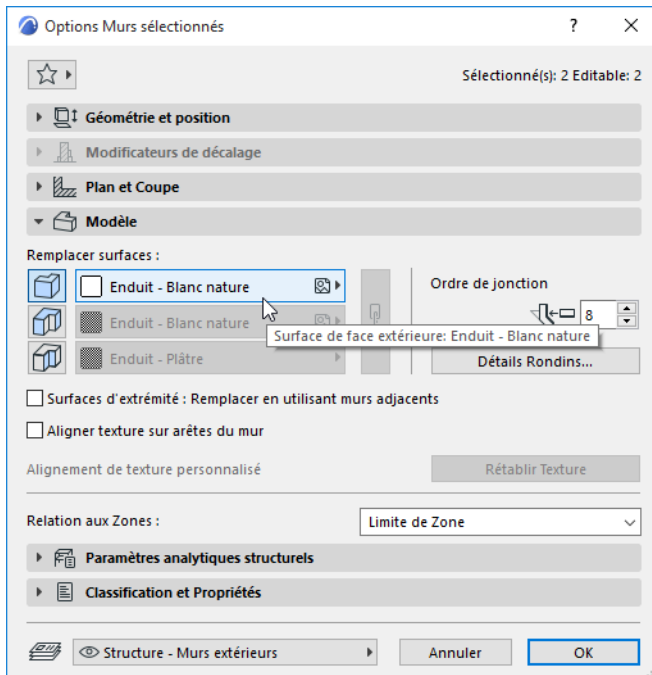 Options Murs sélectionnés
?
Sélectionné(s): 2 Editable: 2
Géométrie et position
Modificateurs de décalage
Plan et Coupe
Modèle
Remplacer surfaces :
Enduit - Blanc nature
Ordre de jonction
Enduit - Blanc nature
8
Surface de face extérieure: Enduit - Blanc nature
Enduit - Plâtre
Détails Rondins...
Surfaces d'extrémité : Remplacer en utilisant murs adjacents
Aligner texture sur arêtes du mur
Alignement de texture personnalisé
Rétablir Texture
Relation aux Zones :
Limite de Zone
Paramètres analytiques structurels
Classification et Propriétés
Structure - Murs extérieurs
Annuler
OK